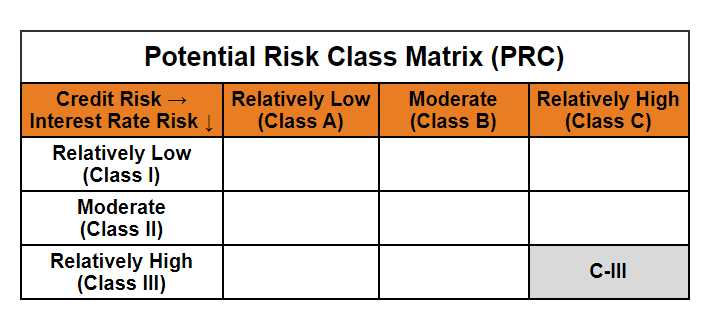 Potential Risk Class Matrix (PRC)
Credit Risk → Relatively Low Moderate Relatively High
Interest Rate Risk ↓ (Class A) (Class B) (Class C)
Relatively Low
(Class I)
Moderate
(Class II)
Relatively High
(Class III)
C-III